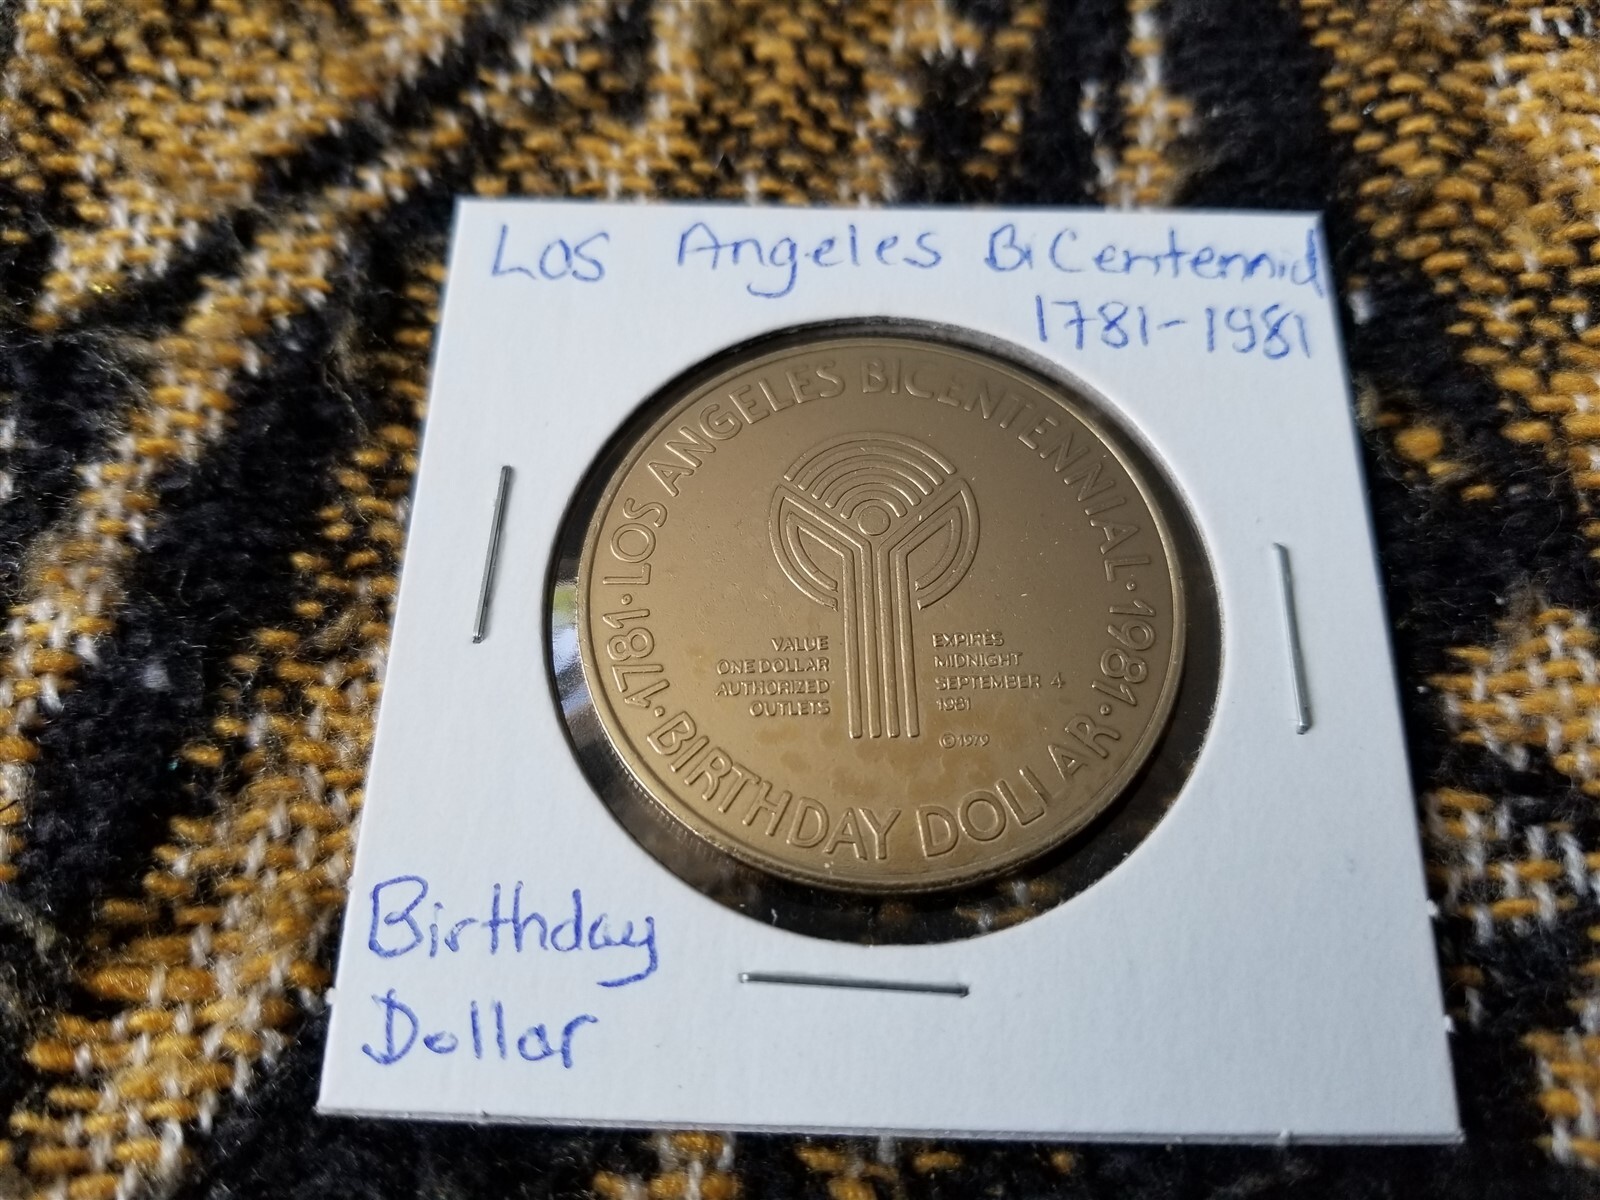 Los Angeles BiCentennial
1781-1981
1781 · LOS ANGELES BICENTENNIAL · 1981 ·
VALUE
ONE DOLLAR
AUTHORIZED
OUTLETS
EXPIRES
MIDNIGHT
SEPTEMBER 4
1981
©1979
BIRTHDAY DOLLAR ·
Birthday
Dollar